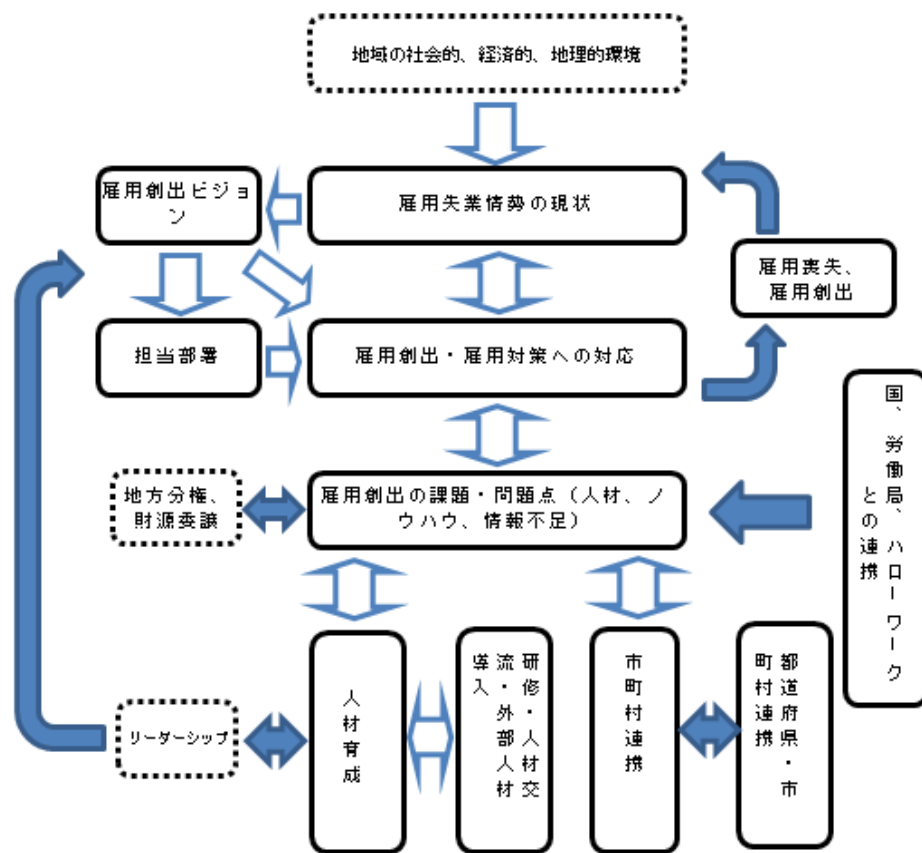 地域の社会的、経済的、地理的環境
雇用創出ビジョ
ン
雇用失業情勢の現状
雇用喪失、
雇用創出
担当部署
雇用創出・雇用対策への対応
国、労働局、ハローワーク
との連携
地方分権、
財源委譲
雇用創出の課題・問題点（人材、ノ
ウハウ、情報不足）
リーダーシップ
人材育成
研修・人材交
流・外部人材
導入
市町村連携
都道府県・市
町村連携